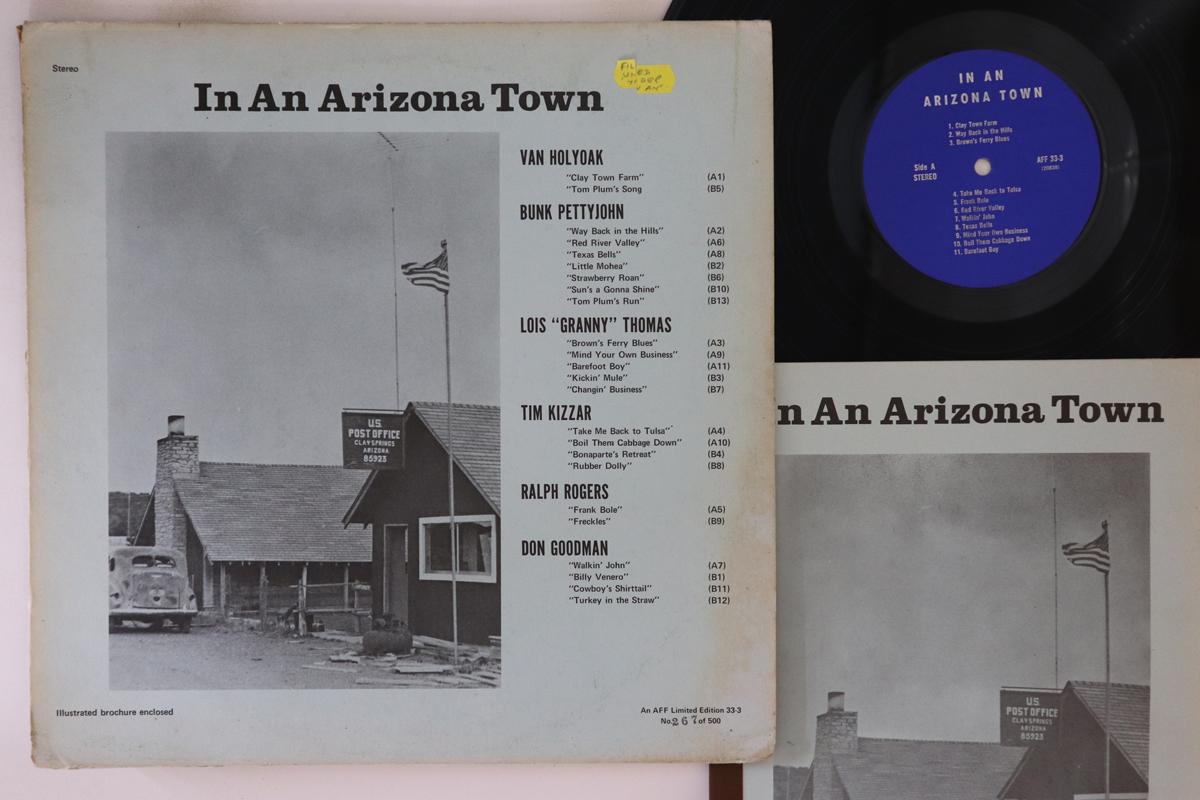 Stereo
In An Arizona Town
VAN HOLYOAK
"Clay Town Farm" (A1)
"Tom Plum's Song (B5)
BUNK PETTYJOHN
"Way Back in the Hills" (A2)
"Red River Valley" (A6)
"Texas Bells" (A8)
"Little Mohea" (B2)
"Strawberry Roan" (B6)
"Sun's a Gonna Shine" (B10)
"Tom Plum's Run" (B13)
LOIS "GRANNY" THOMAS
"Brown's Ferry Blues" (A3)
"Mind Your Own Business" (A9)
"Barefoot Boy" (A11)
"Kickin' Mule" (B3)
"Changin' Business" (B7)
TIM KIZZAR
"Take Me Back to Tulsa" (A4)
"Boil Them Cabbage Down" (A10)
"Bonaparte's Retreat" (B4)
"Rubber Dolly" (B8)
RALPH ROGERS
"Frank Bole" (A5)
"Freckles" (B9)
DON GOODMAN
"Walkin' John" (A7)
"Billy Venero" (B1)
"Cowboy's Shirttail" (B11)
"Turkey in the Straw" (B12)
U.S.
POST OFFICE
CLAY SPRINGS
ARIZONA
85923
Illustrated brochure enclosed
An AFF Limited Edition 33-3
No. 267 of 500
IN AN
ARIZONA TOWN
1. Clay Town Farm
2. Way Back in the Hills
3. Brown's Ferry Blues
Side A
STEREO
AFF 33-3
4. Take Me Back to Tulsa
5. Frank Bole
6. Red River Valley
7. Walkin' John
8. Texas Bells
9. Mind Your Own Business
10. Boil Them Cabbage Down
11. Barefoot Boy
n An Arizona Town
U.S.
POST OFFICE
CLAY SPRINGS
ARIZONA
85923